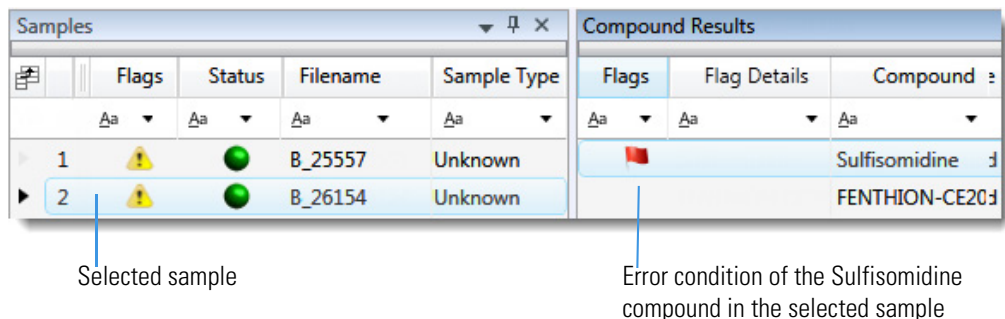 Samples
Compound Results
Flags Status Filename Sample Type
Flags Flag Details Compound
Aa Aa Aa Aa
Aa Aa Aa
1 B_25557 Unknown
Sulfisomidine
2 B_26154 Unknown
FENTHION-CE20
Selected sample
Error condition of the Sulfisomidine
compound in the selected sample